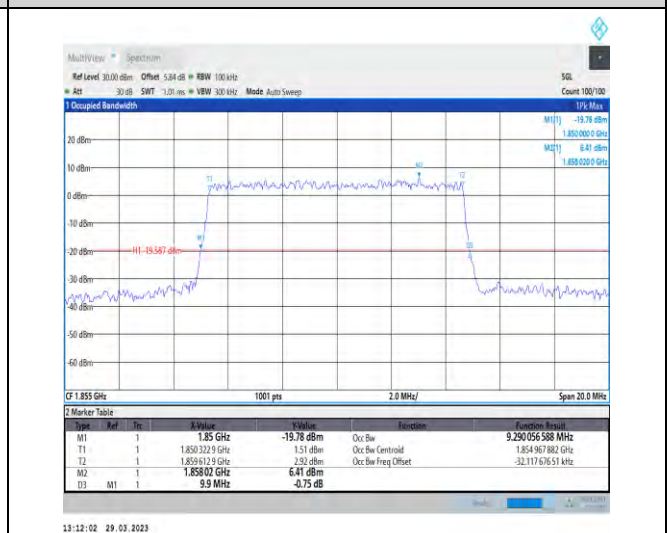 MultiView Spectrum
Ref Level 30.00 dBm Offset 5.84 dB RBW 100 kHz SGL
Att 30 dB SWT 1.01 ms VBW 300 kHz Mode Auto Sweep Count 100/100
1 Occupied Bandwidth 1Pk Max
M1[1] -19.78 dBm
1.850 000 0 GHz
M2[1] 6.41 dBm
1.858 020 0 GHz
20 dBm
10 dBm
0 dBm
-10 dBm
-20 dBm
-30 dBm
-40 dBm
-50 dBm
-60 dBm
T1
M2
T2
M1
D3
H1 -19.587 dBm
CF 1.855 GHz 1001 pts 2.0 MHz/ Span 20.0 MHz
2 Marker Table
Type Ref Trc X-Value Y-Value Function Function Result
M1 1 1.85 GHz -19.78 dBm Occ Bw 9.290 056 588 MHz
T1 1 1.850 322 9 GHz 1.51 dBm Occ Bw Centroid 1.854 967 882 GHz
T2 1 1.859 612 9 GHz 2.92 dBm Occ Bw Freq Offset -32.117 676 51 kHz
M2 1 1.858 02 GHz 6.41 dBm
D3 M1 1 9.9 MHz -0.75 dB
13:12:02 29.03.2023